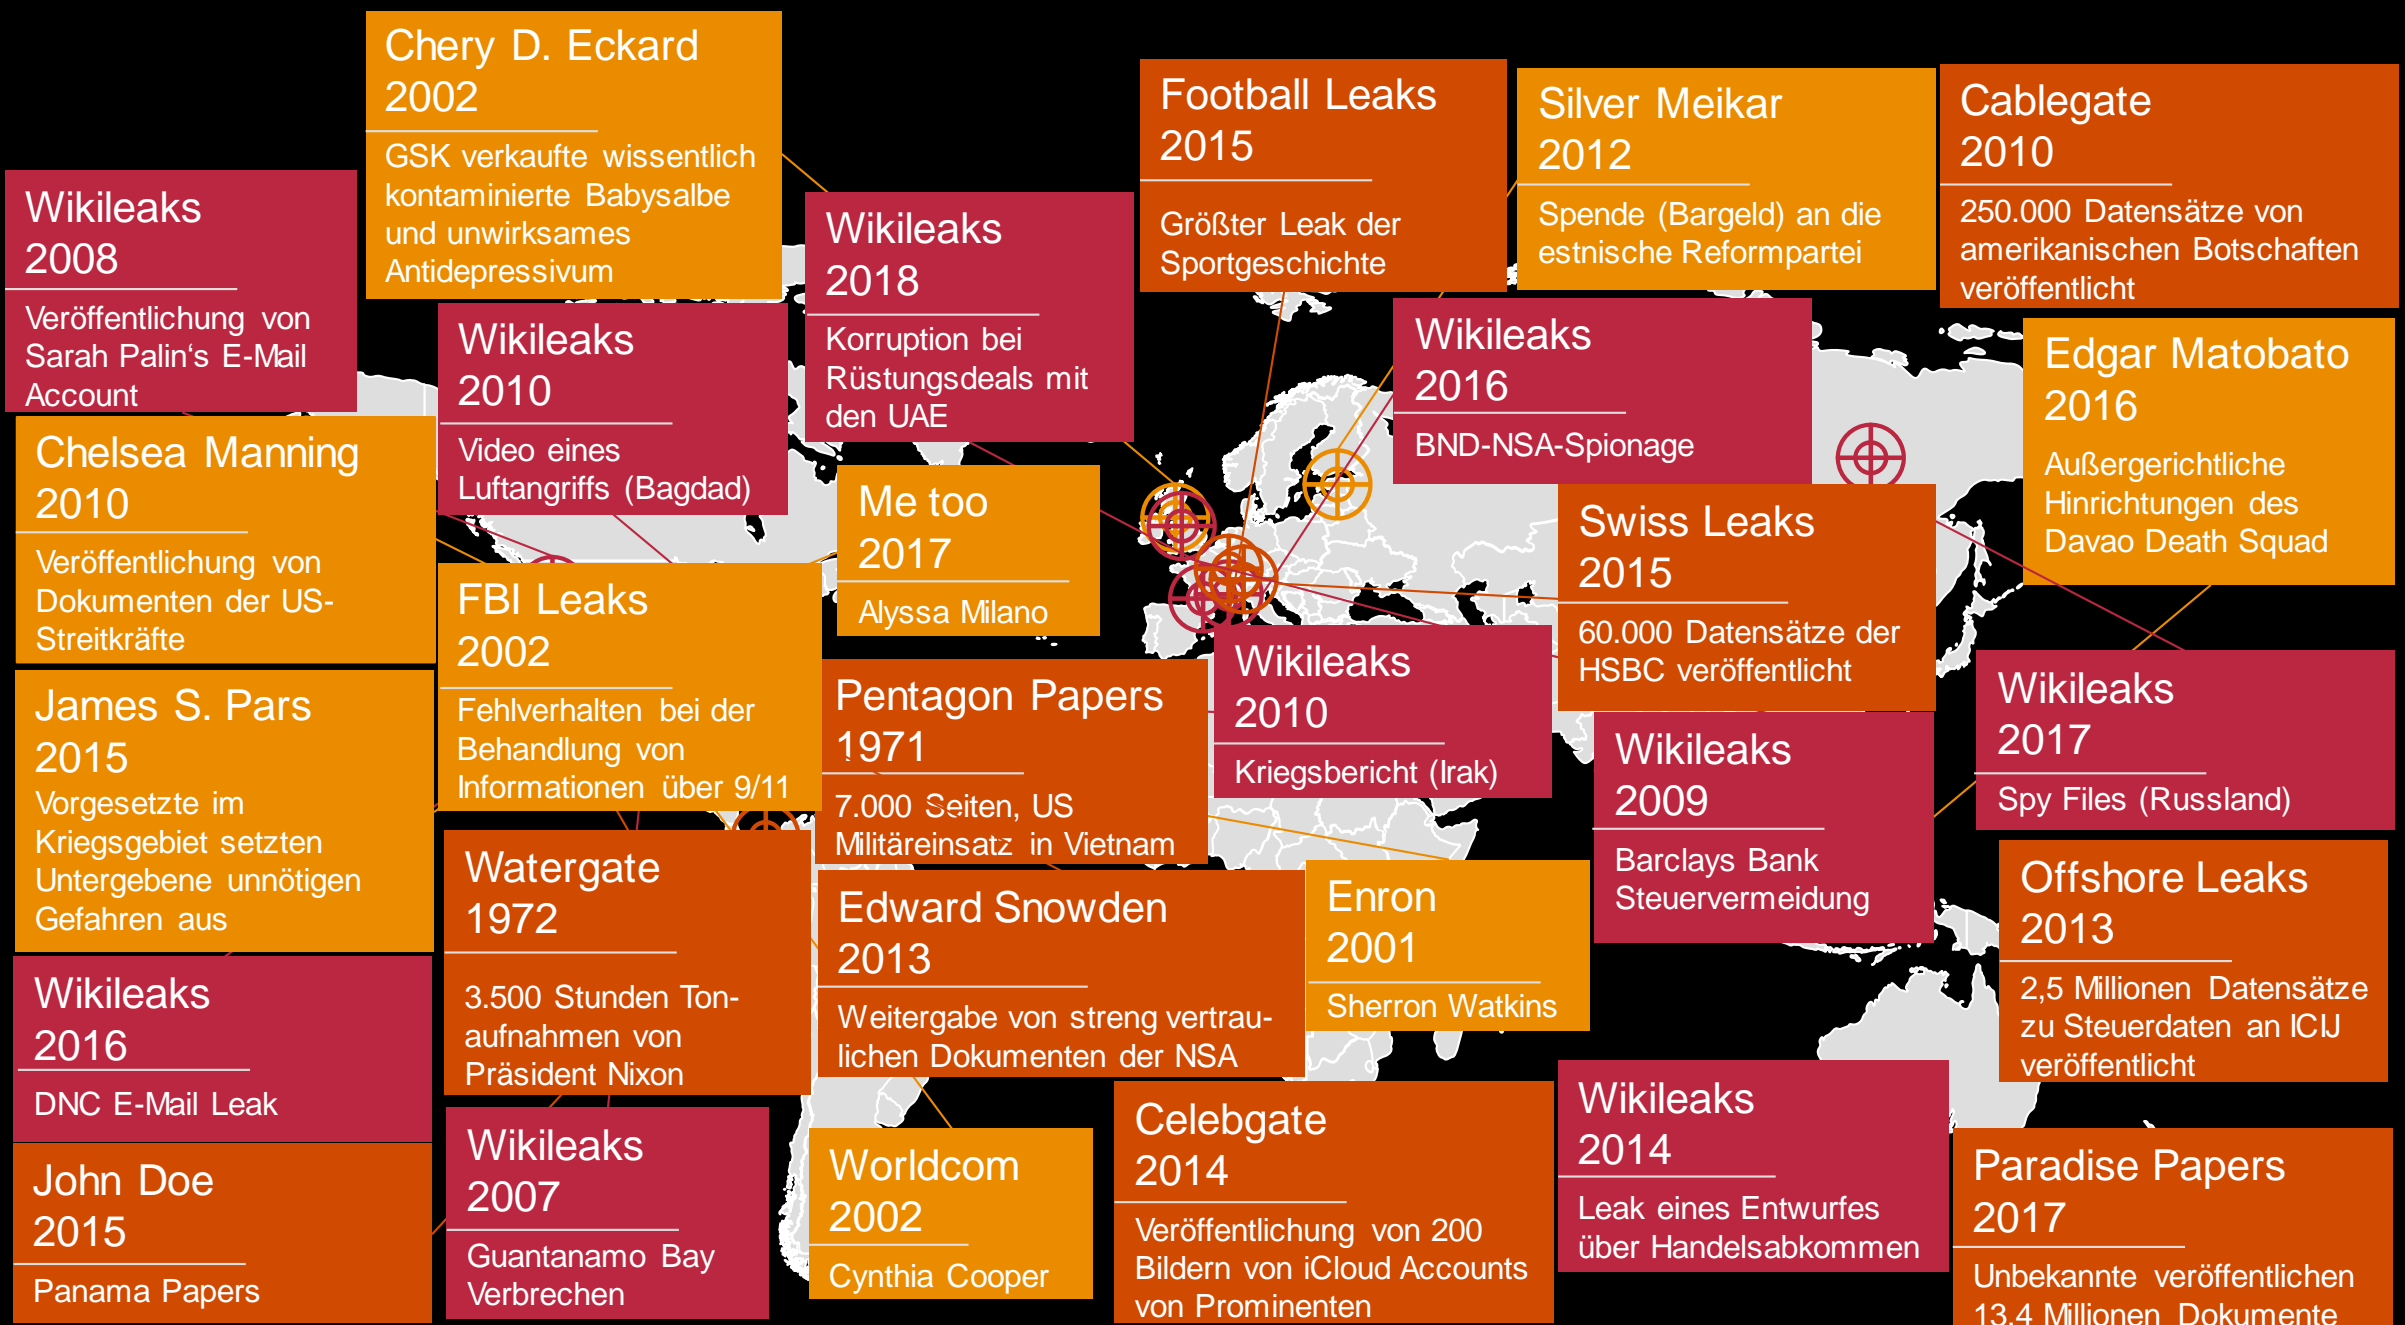 Chery D. Eckard
2002
GSK verkaufte wissentlich
kontaminierte Babysalbe
und unwirksames
Antidepressivum
Football Leaks
2015
Größter Leak der
Sportgeschichte
Silver Meikar
2012
Spende (Bargeld) an die
estnische Reformpartei
Cablegate
2010
250.000 Datensätze von
amerikanischen Botschaften
veröffentlicht
Wikileaks
2008
Veröffentlichung von
Sarah Palin‘s E-Mail
Account
Wikileaks
2018
Korruption bei
Rüstungsdeals mit
den UAE
Wikileaks
2010
Video eines
Luftangriffs (Bagdad)
Wikileaks
2016
BND-NSA-Spionage
Edgar Matobato
2016
Außergerichtliche
Hinrichtungen des
Davao Death Squad
Chelsea Manning
2010
Veröffentlichung von
Dokumenten der US-
Streitkräfte
Me too
2017
Alyssa Milano
Swiss Leaks
2015
60.000 Datensätze der
HSBC veröffentlicht
FBI Leaks
2002
Fehlverhalten bei der
Behandlung von
Informationen über 9/11
Wikileaks
2010
Kriegsbericht (Irak)
Pentagon Papers
1971
7.000 Seiten, US
Militäreinsatz in Vietnam
James S. Pars
2015
Vorgesetzte im
Kriegsgebiet setzten
Untergebene unnötigen
Gefahren aus
Wikileaks
2009
Barclays Bank
Steuervermeidung
Wikileaks
2017
Spy Files (Russland)
Watergate
1972
3.500 Stunden Ton-
aufnahmen von
Präsident Nixon
Edward Snowden
2013
Weitergabe von streng vertrau-
lichen Dokumenten der NSA
Enron
2001
Sherron Watkins
Offshore Leaks
2013
2,5 Millionen Datensätze
zu Steuerdaten an ICIJ
veröffentlicht
Wikileaks
2016
DNC E-Mail Leak
John Doe
2015
Panama Papers
Wikileaks
2007
Guantanamo Bay
Verbrechen
Worldcom
2002
Cynthia Cooper
Celebgate
2014
Veröffentlichung von 200
Bildern von iCloud Accounts
von Prominenten
Wikileaks
2014
Leak eines Entwurfes
über Handelsabkommen
Paradise Papers
2017
Unbekannte veröffentlichen
13,4 Millionen Dokumente